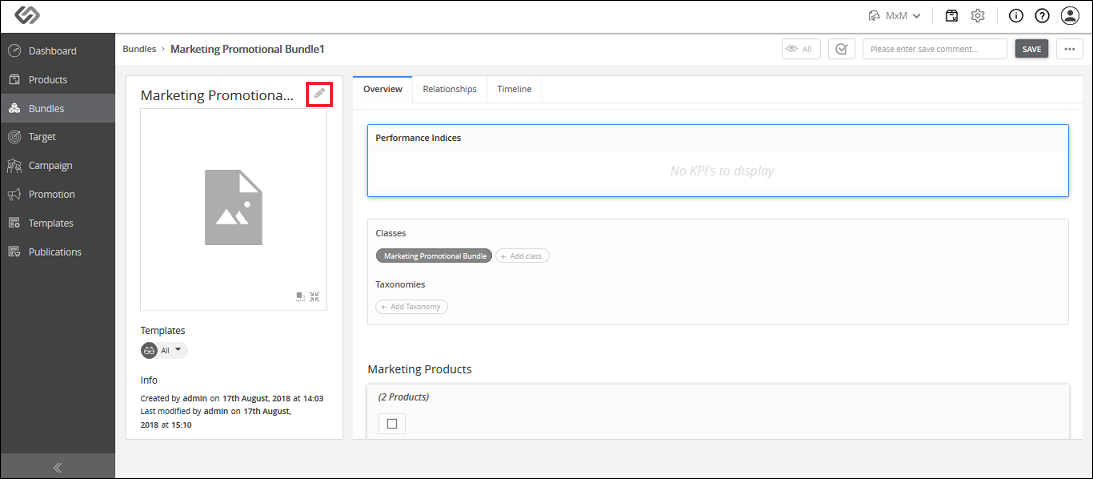 MxM
Dashboard
Products
Bundles
Target
Campaign
Promotion
Templates
Publications
Bundles › Marketing Promotional Bundle1
All
Please enter save comment...
SAVE
Marketing Promotiona...
Templates
All
Info
Created by admin on 17th August, 2018 at 14:03
Last modified by admin on 17th August,
2018 at 15:10
Overview Relationships Timeline
Performance Indices
No KPI's to display
Classes
Marketing Promotional Bundle + Add class
Taxonomies
+ Add Taxonomy
Marketing Products
(2 Products)